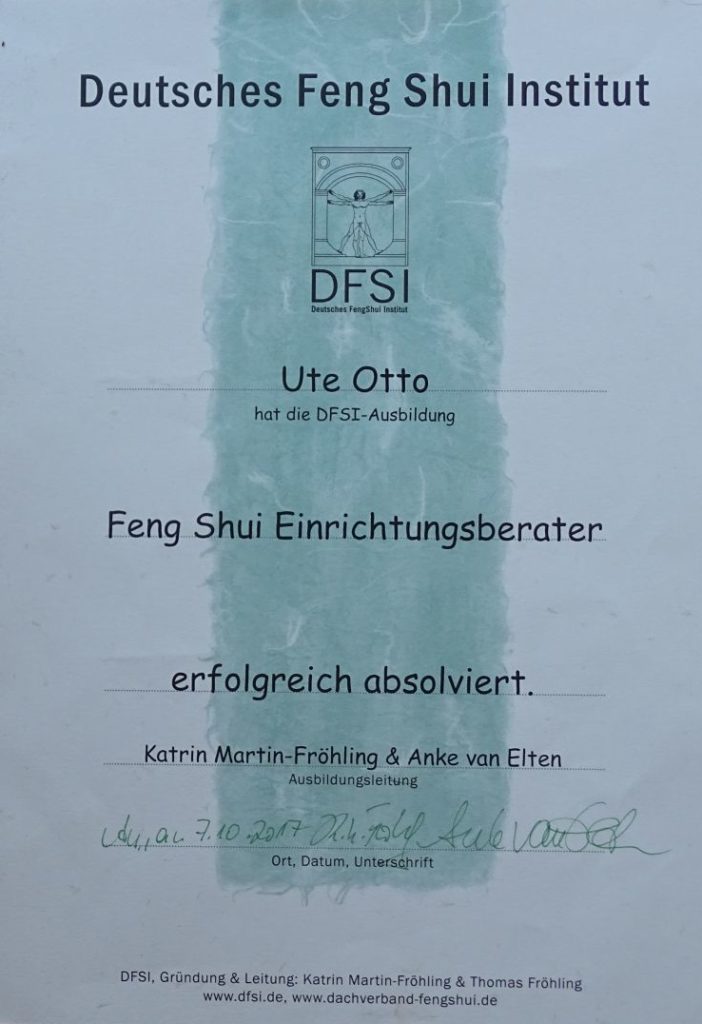 Deutsches Feng Shui Institut
DFSI
Deutsches FengShui Institut
Ute Otto
hat die DFSI-Ausbildung
Feng Shui Einrichtungsberater
erfolgreich absolviert.
Katrin Martin-Fröhling & Anke van Elten
Ausbildungsleitung
7.10.2017
Ort, Datum, Unterschrift
DFSI, Gründung & Leitung: Katrin Martin-Fröhling & Thomas Fröhling
www.dfsi.de, www.dachverband-fengshui.de